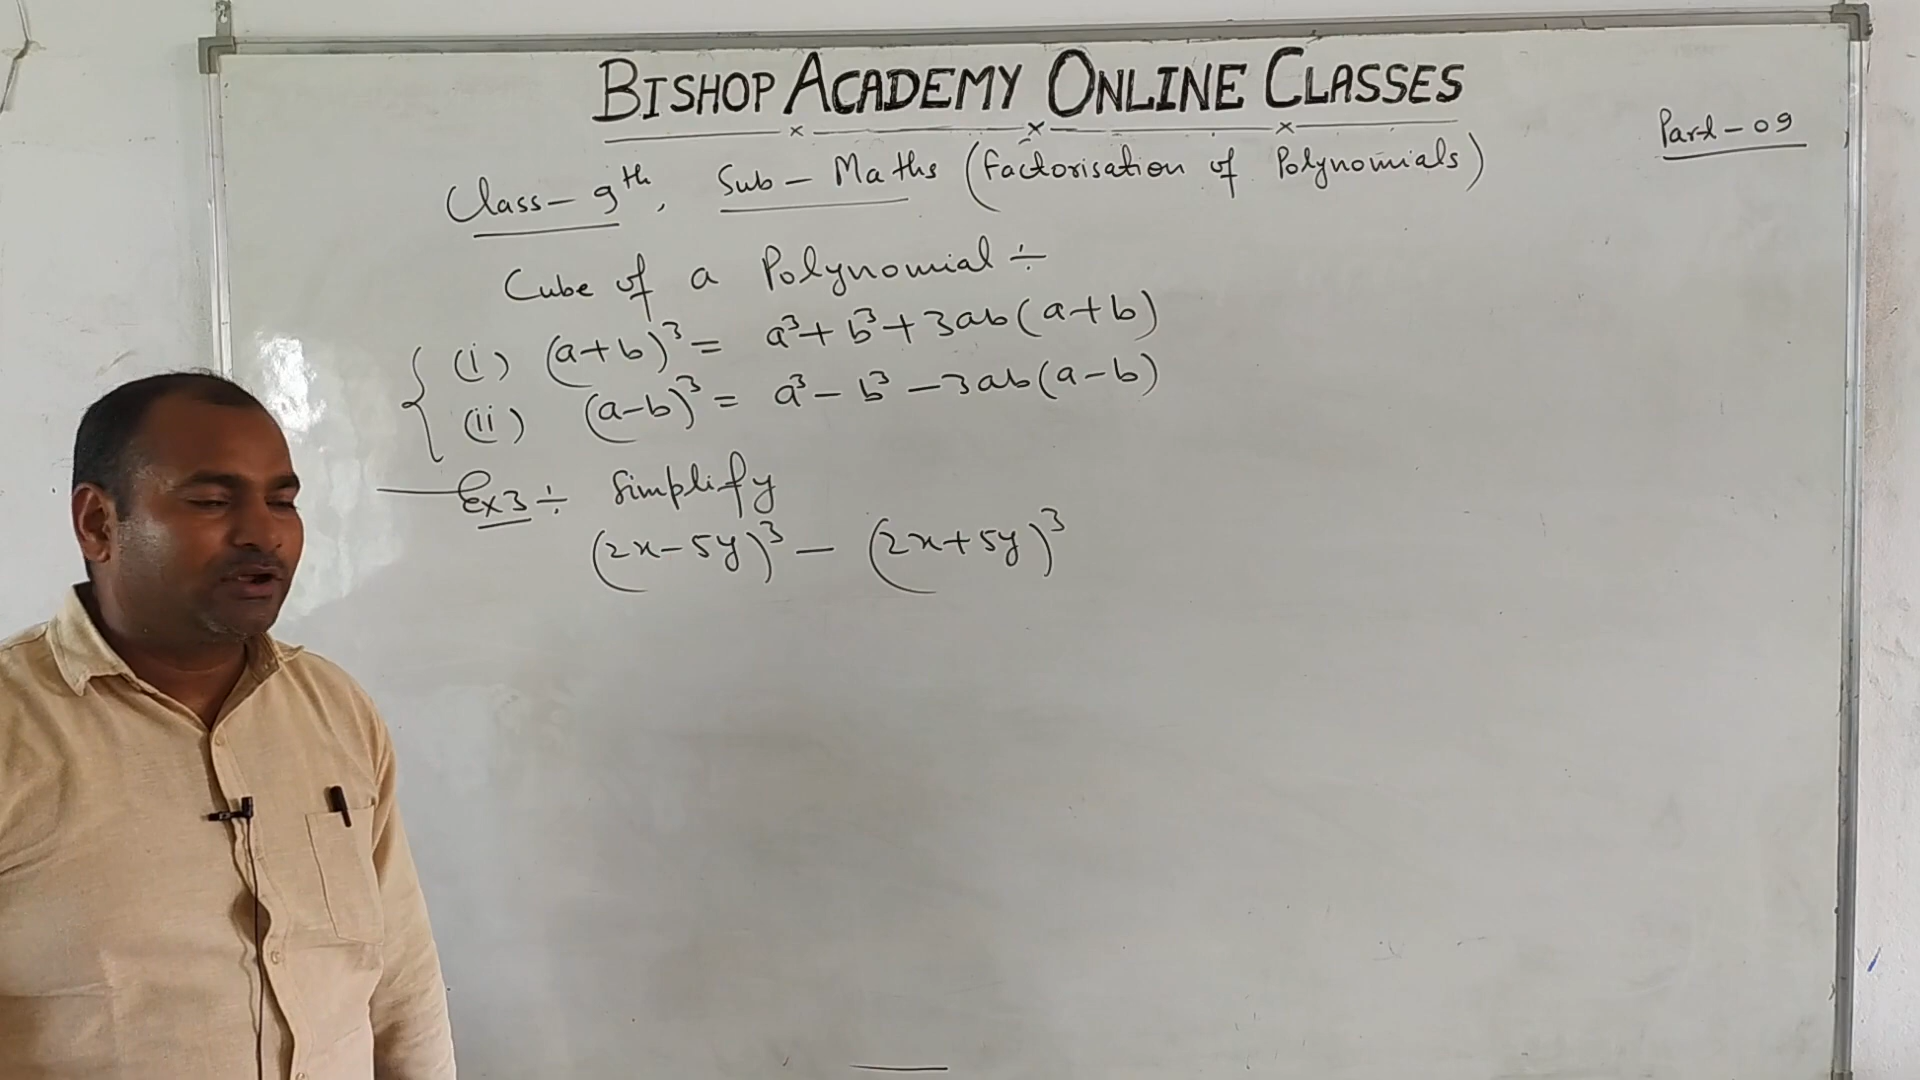 BISHOP ACADEMY ONLINE CLASSES
Part-09
Class-9th, Sub-Maths (Factorisation of Polynomials)
Cube of a Polynomial ÷
(i) (a+b)³ = a³+b³+3ab(a+b)
(ii) (a-b)³ = a³-b³-3ab(a-b)
Ex3 ÷ Simplify
(2x-5y)³ - (2x+5y)³